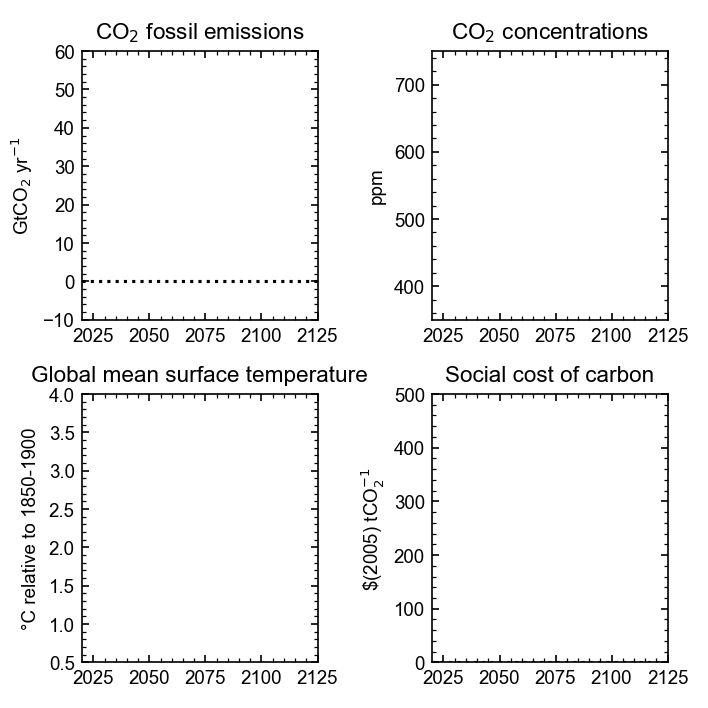 CO₂ fossil emissions
GtCO₂ yr⁻¹
60
50
40
30
20
10
0
−10
2025 2050 2075 2100 2125
CO₂ concentrations
ppm
700
600
500
400
2025 2050 2075 2100 2125
Global mean surface temperature
°C relative to 1850-1900
4.0
3.5
3.0
2.5
2.0
1.5
1.0
0.5
2025 2050 2075 2100 2125
Social cost of carbon
$(2005) tCO₂⁻¹
500
400
300
200
100
0
2025 2050 2075 2100 2125